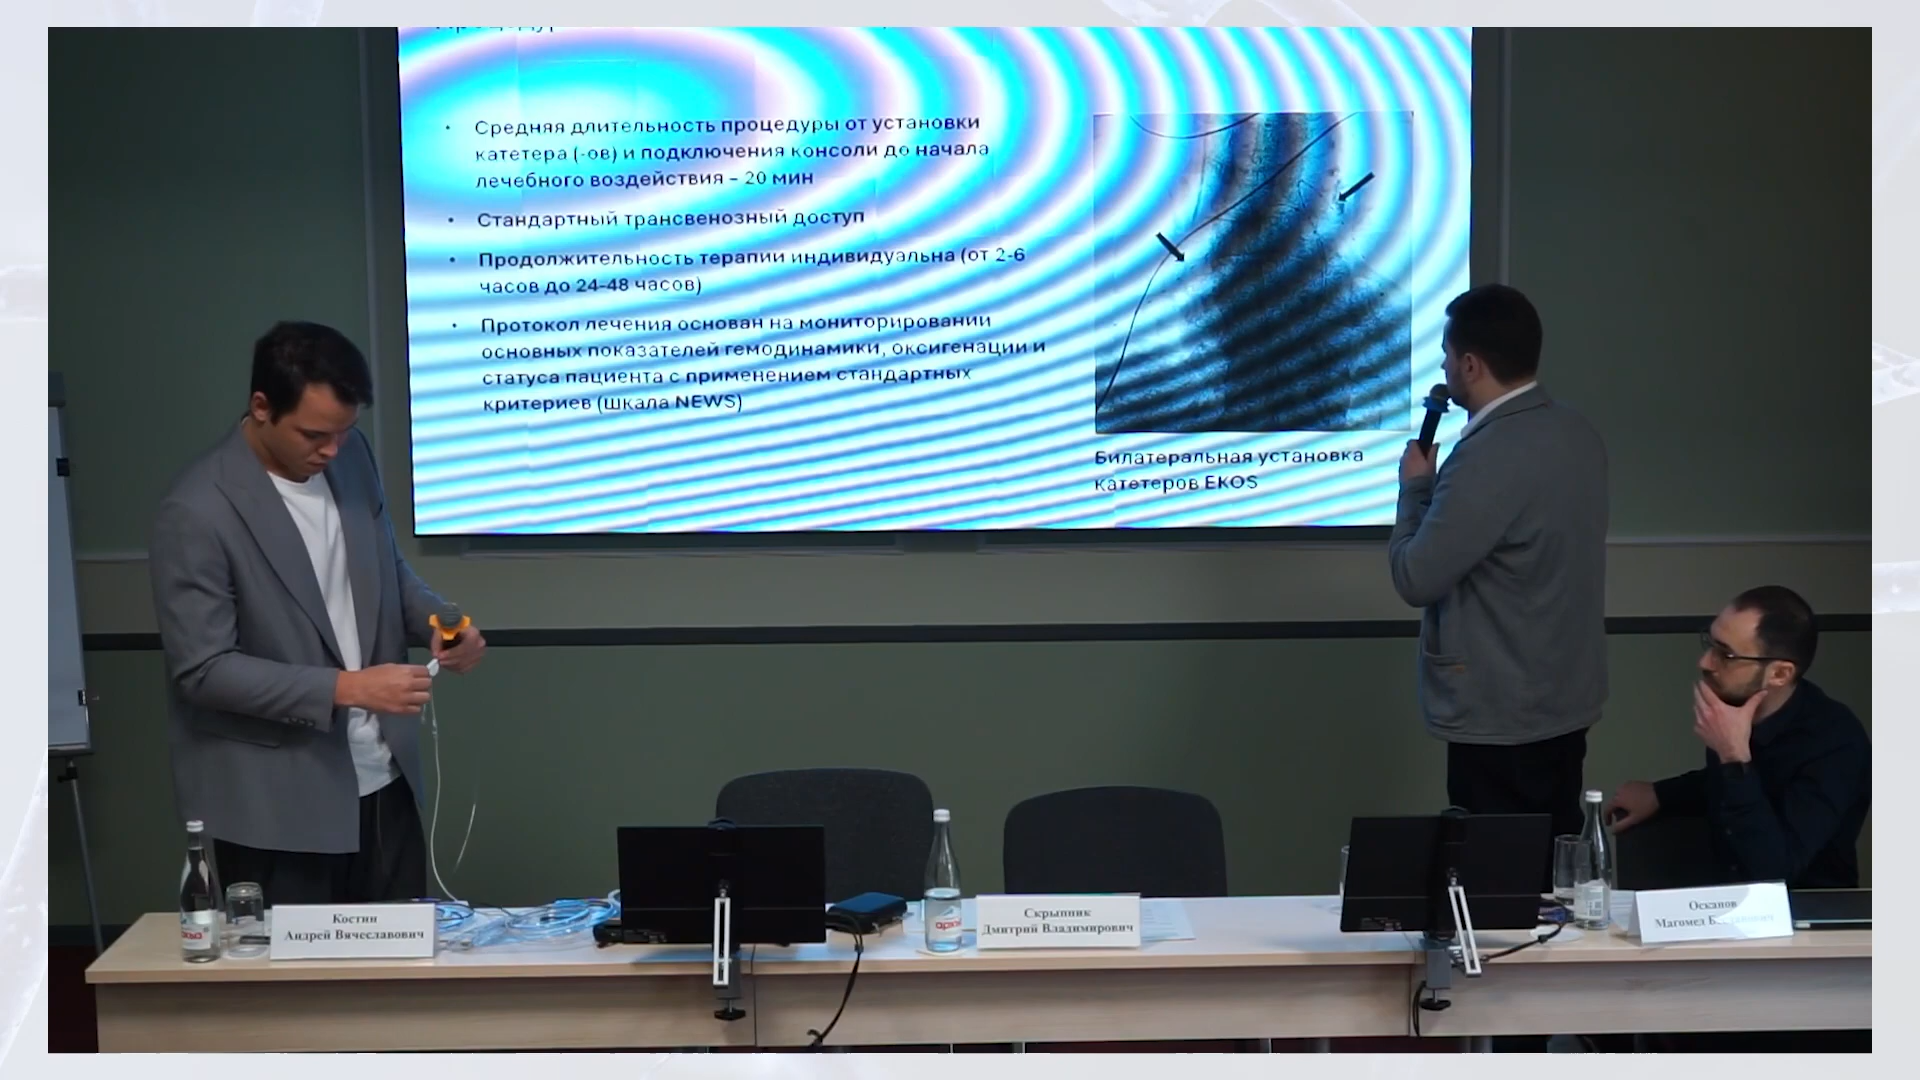 Средняя длительность процедуры от установки
катетера (-ов) и подключения консоли до начала
лечебного воздействия – 20 мин
Стандартный трансвенозный доступ
Продолжительность терапии индивидуальна (от 2-6
часов до 24-48 часов)
Протокол лечения основан на мониторировании
основных показателей гемодинамики, оксигенации и
статуса пациента с применением стандартных
критериев (шкала NEWS)
Билатеральная установка
катетеров EKOS
Костин
Андрей Вячеславович
Скрыпник
Дмитрий Владимирович
Осканов
Магомед